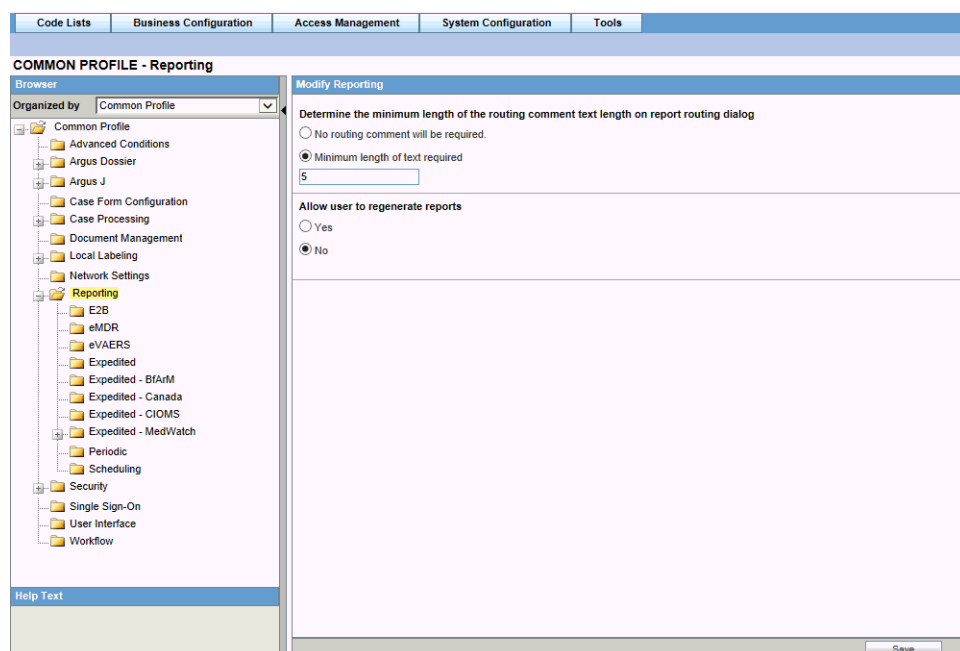 Code Lists Business Configuration Access Management System Configuration Tools
COMMON PROFILE - Reporting
Browser
Organized by Common Profile
Common Profile
Advanced Conditions
Argus Dossier
Argus J
Case Form Configuration
Case Processing
Document Management
Local Labeling
Network Settings
Reporting
E2B
eMDR
eVAERS
Expedited
Expedited - BfArM
Expedited - Canada
Expedited - CIOMS
Expedited - MedWatch
Periodic
Scheduling
Security
Single Sign-On
User Interface
Workflow
Help Text
Modify Reporting
Determine the minimum length of the routing comment text length on report routing dialog
No routing comment will be required.
Minimum length of text required
5
Allow user to regenerate reports
Yes
No
Save